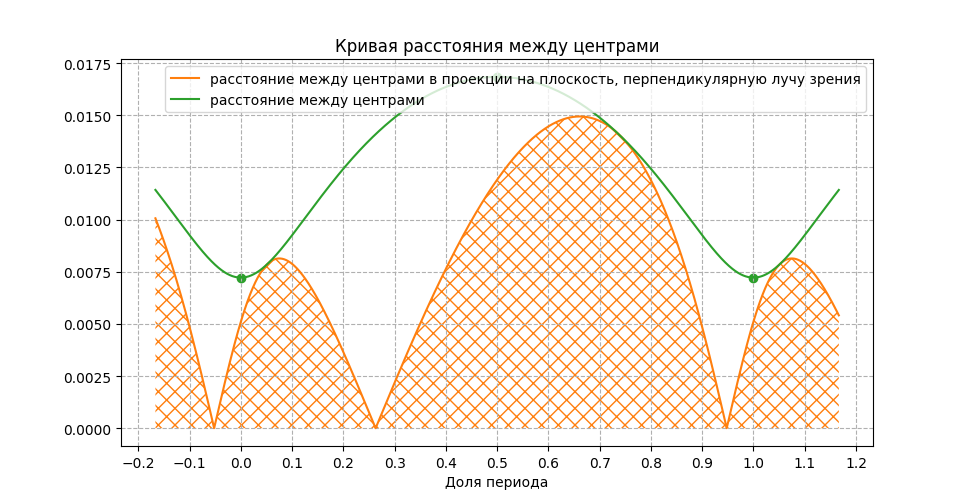 Кривая расстояния между центрами
расстояние между центрами в проекции на плоскость, перпендикулярную лучу зрения
расстояние между центрами
0.0175
0.0150
0.0125
0.0100
0.0075
0.0050
0.0025
0.0000
−0.2 −0.1 0.0 0.1 0.2 0.3 0.4 0.5 0.6 0.7 0.8 0.9 1.0 1.1 1.2
Доля периода